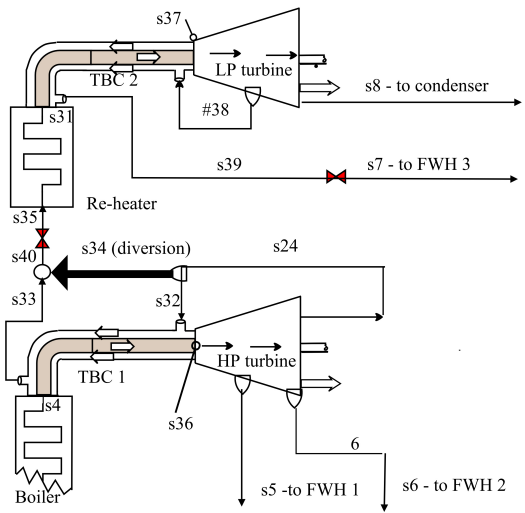 s37
LP turbine
TBC 2
s8 - to condenser
#38
s31
s39
s7 - to FWH 3
Re-heater
s35
s34 (diversion)
s24
s40
s33
s32
HP turbine
TBC 1
s4
s36
6
s5 -to FWH 1
s6 - to FWH 2
Boiler